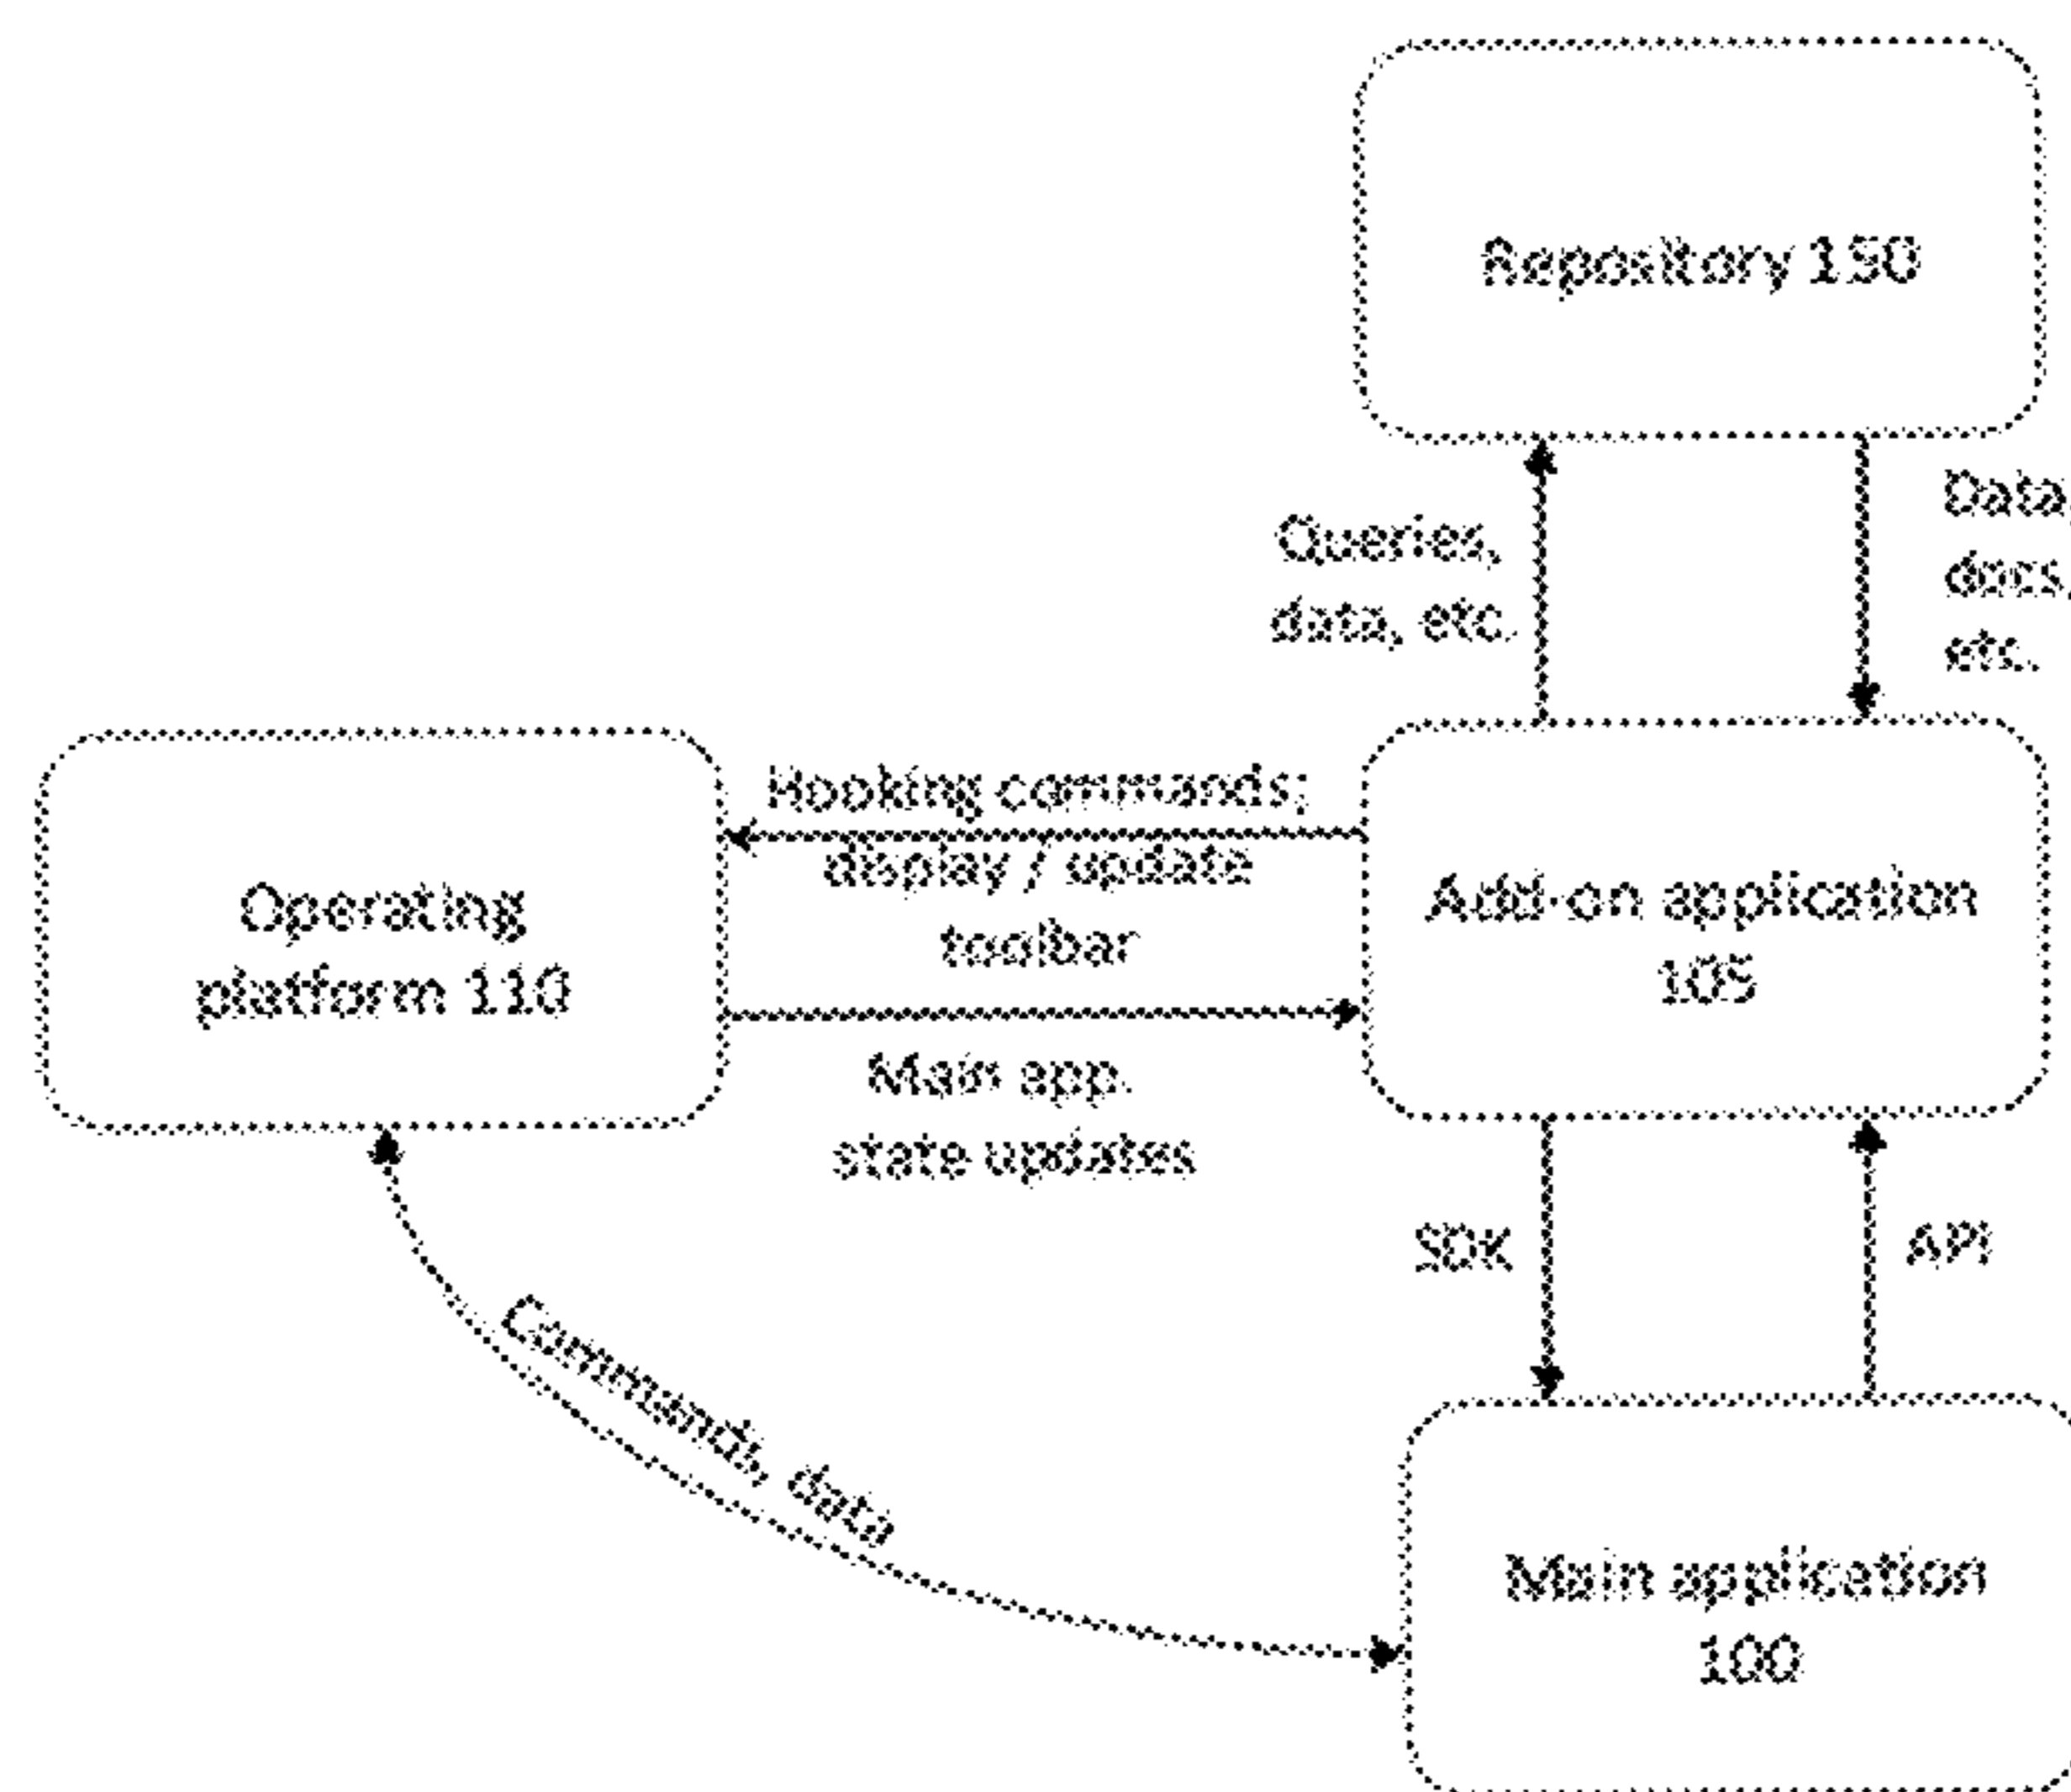 Repository 150
Queries,
data, etc.
Data,
docs,
etc.
Hooking commands;
display / update
toolbar
Operating
platform 110
Add-on application
105
Main app.
state updates
SDK
API
Commands, data
Main application
100